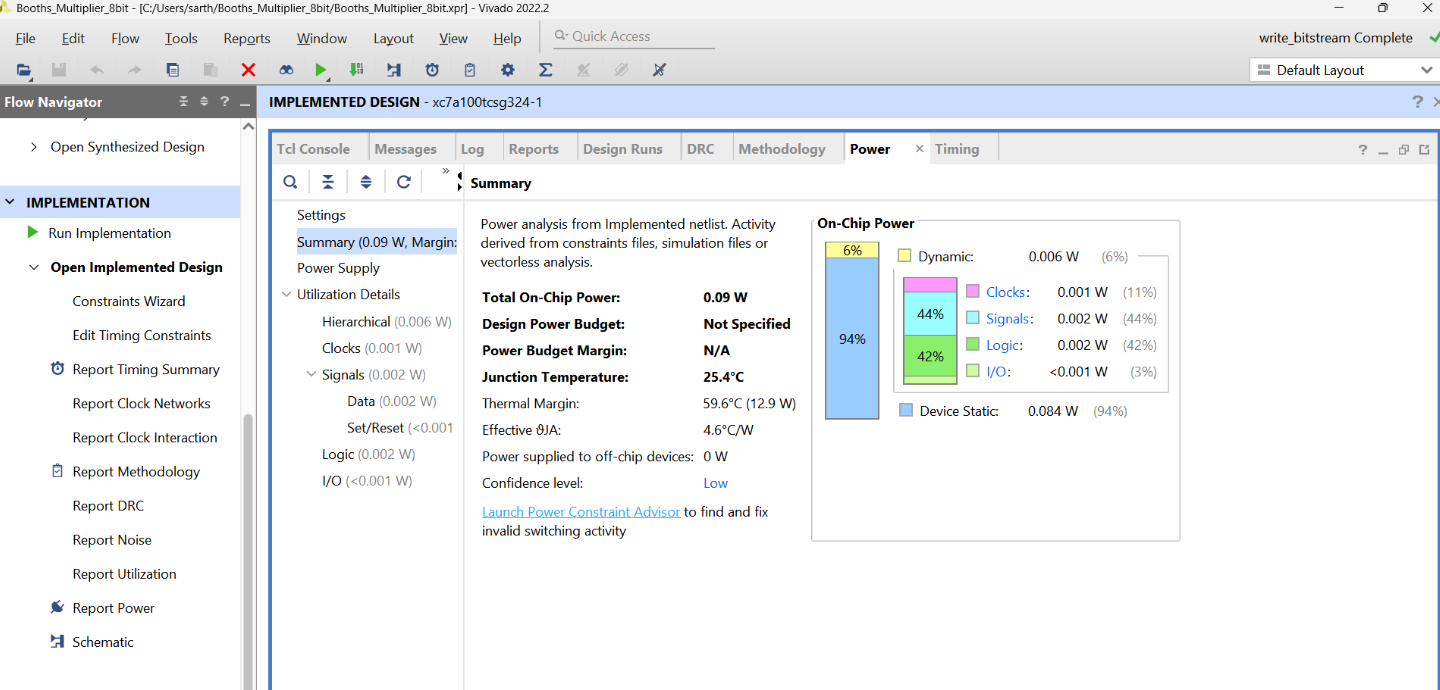 Booths_Multiplier_8bit - [C:/Users/sarth/Booths_Multiplier_8bit/Booths_Multiplier_8bit.xpr] - Vivado 2022.2
File Edit Flow Tools Reports Window Layout View Help Quick Access
write_bitstream Complete
Default Layout
Flow Navigator
Open Synthesized Design
IMPLEMENTATION
Run Implementation
Open Implemented Design
Constraints Wizard
Edit Timing Constraints
Report Timing Summary
Report Clock Networks
Report Clock Interaction
Report Methodology
Report DRC
Report Noise
Report Utilization
Report Power
Schematic
IMPLEMENTED DESIGN - xc7a100tcsg324-1
Tcl Console Messages Log Reports Design Runs DRC Methodology Power Timing
Settings
Summary (0.09 W, Margin:
Power Supply
Utilization Details
Hierarchical (0.006 W)
Clocks (0.001 W)
Signals (0.002 W)
Data (0.002 W)
Set/Reset (<0.001
Logic (0.002 W)
I/O (<0.001 W)
Summary
Power analysis from Implemented netlist. Activity
derived from constraints files, simulation files or
vectorless analysis.
Total On-Chip Power: 0.09 W
Design Power Budget: Not Specified
Power Budget Margin: N/A
Junction Temperature: 25.4°C
Thermal Margin: 59.6°C (12.9 W)
Effective ϑJA: 4.6°C/W
Power supplied to off-chip devices: 0 W
Confidence level: Low
Launch Power Constraint Advisor to find and fix
invalid switching activity
On-Chip Power
6%
94%
Dynamic: 0.006 W (6%)
44%
42%
Clocks: 0.001 W (11%)
Signals: 0.002 W (44%)
Logic: 0.002 W (42%)
I/O: <0.001 W (3%)
Device Static: 0.084 W (94%)